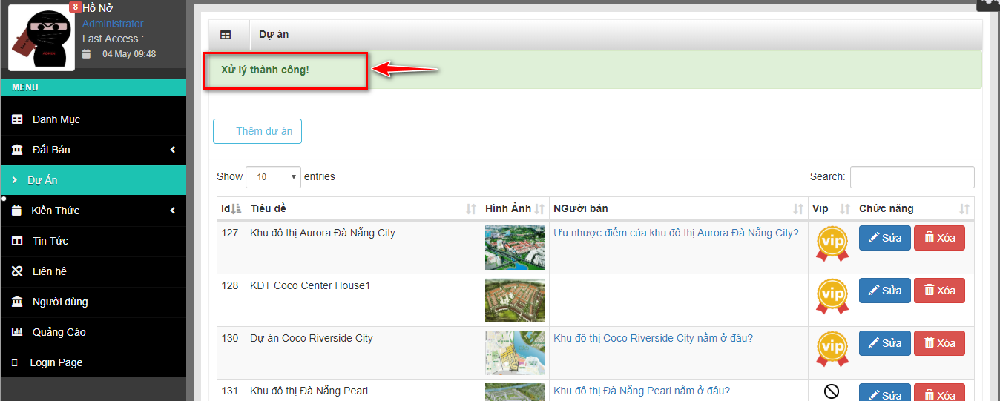 8
Hồ Nở
Administrator
Last Access :
04 May 09:48
MENU
Danh Mục
Đất Bán
Dự Án
Kiến Thức
Tin Tức
Liên hệ
Người dùng
Quảng Cáo
Login Page
Dự án
Xử lý thành công!
Thêm dự án
Show 10 entries
Search:
Id Tiêu đề Hình Ảnh NGười bán Vip Chức năng
127 Khu đô thị Aurora Đà Nẵng City Ưu nhược điểm của khu đô thị Aurora Đà Nẵng City? vip Sửa Xóa
128 KĐT Coco Center House1 vip Sửa Xóa
130 Dự án Coco Riverside City Khu đô thị Coco Riverside City nằm ở đâu? vip Sửa Xóa
131 Khu đô thị Đà Nẵng Pearl Khu đô thị Đà Nẵng Pearl nằm ở đâu? Sửa Xóa